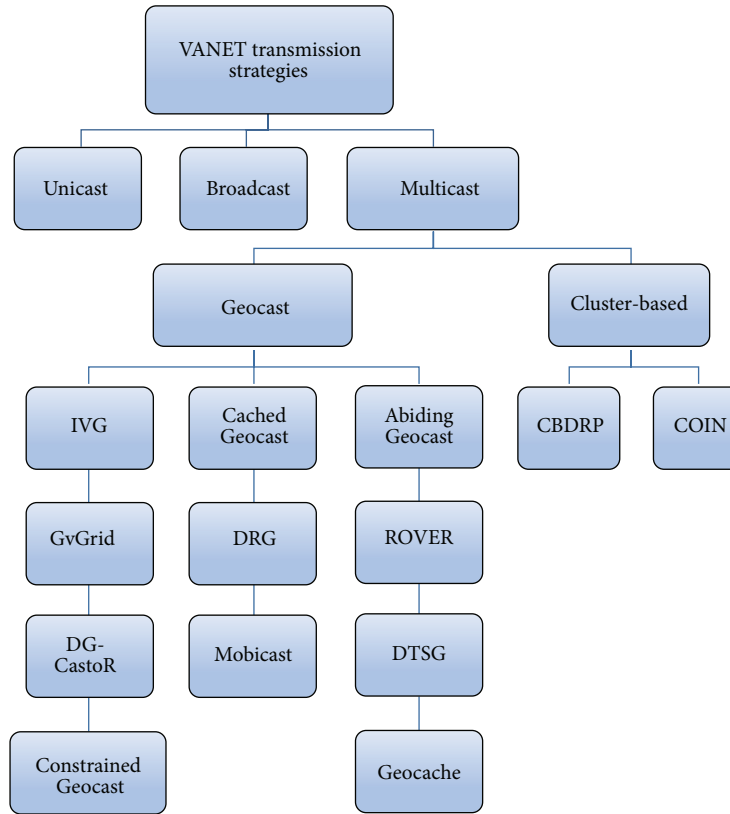 VANET transmission
strategies
Unicast
Broadcast
Multicast
Geocast
Cluster-based
IVG
Cached
Geocast
Abiding
Geocast
CBDRP
COIN
GvGrid
DRG
ROVER
DG-
CastoR
Mobicast
DTSG
Constrained
Geocast
Geocache